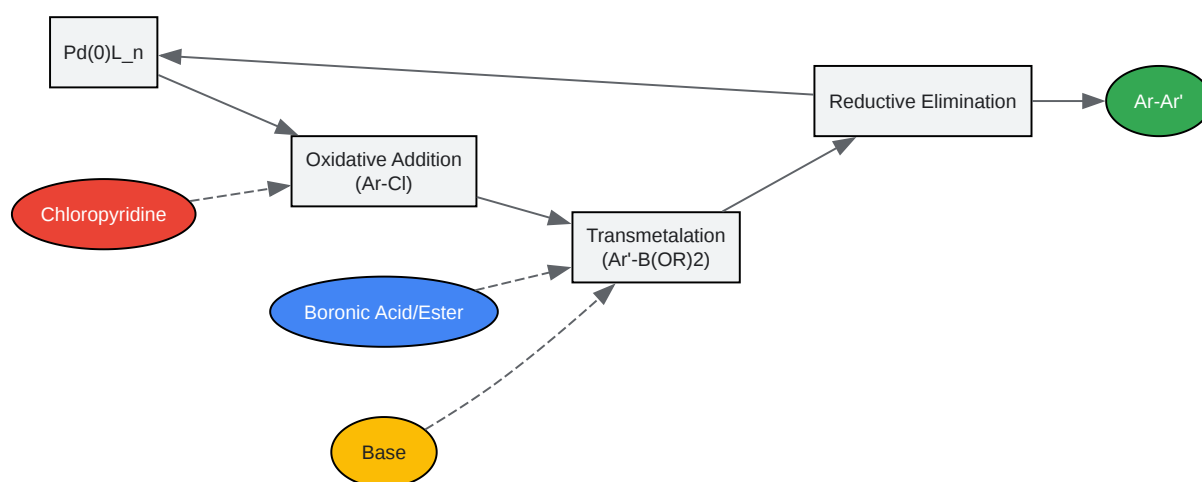 Pd(0)L_n
Reductive Elimination
Ar-Ar'
Oxidative Addition
(Ar-Cl)
Chloropyridine
Transmetalation
(Ar'-B(OR)2)
Boronic Acid/Ester
Base